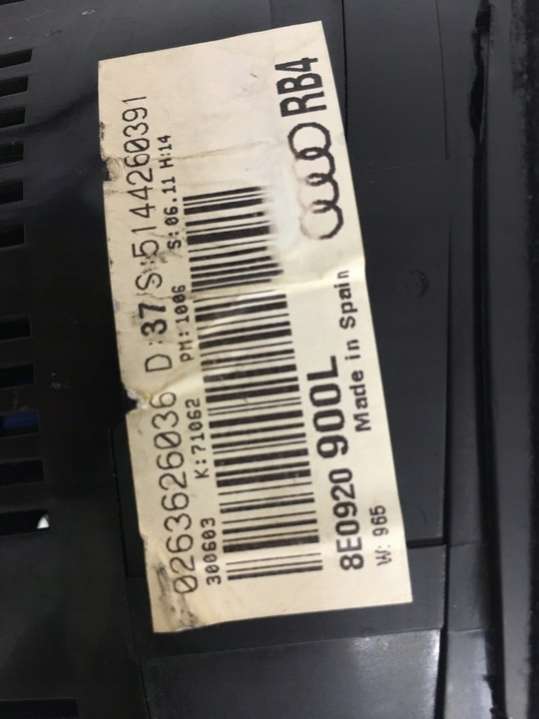 0263626036 D:37 S:5144260391
300603 K:71062 PM:1006 S:06.11 H:14
8E0920 900L RB4
W: 965 Made in Spain